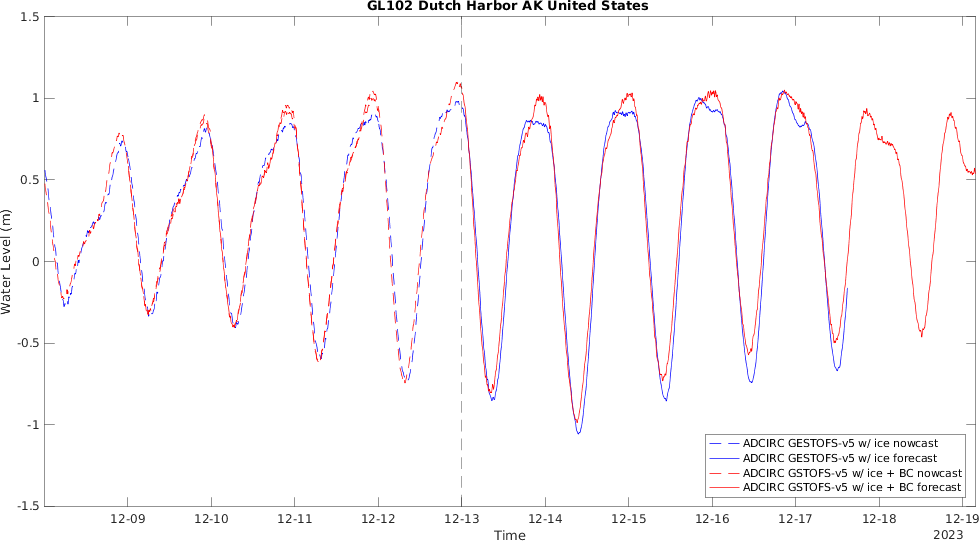 GL102 Dutch Harbor AK United States
1.5
1
0.5
0
-0.5
-1
-1.5
Water Level (m)
12-09 12-10 12-11 12-12 12-13 12-14 12-15 12-16 12-17 12-18 12-19
Time
2023
ADCIRC GESTOFS-v5 w/ ice nowcast
ADCIRC GESTOFS-v5 w/ ice forecast
ADCIRC GSTOFS-v5 w/ ice + BC nowcast
ADCIRC GSTOFS-v5 w/ ice + BC forecast